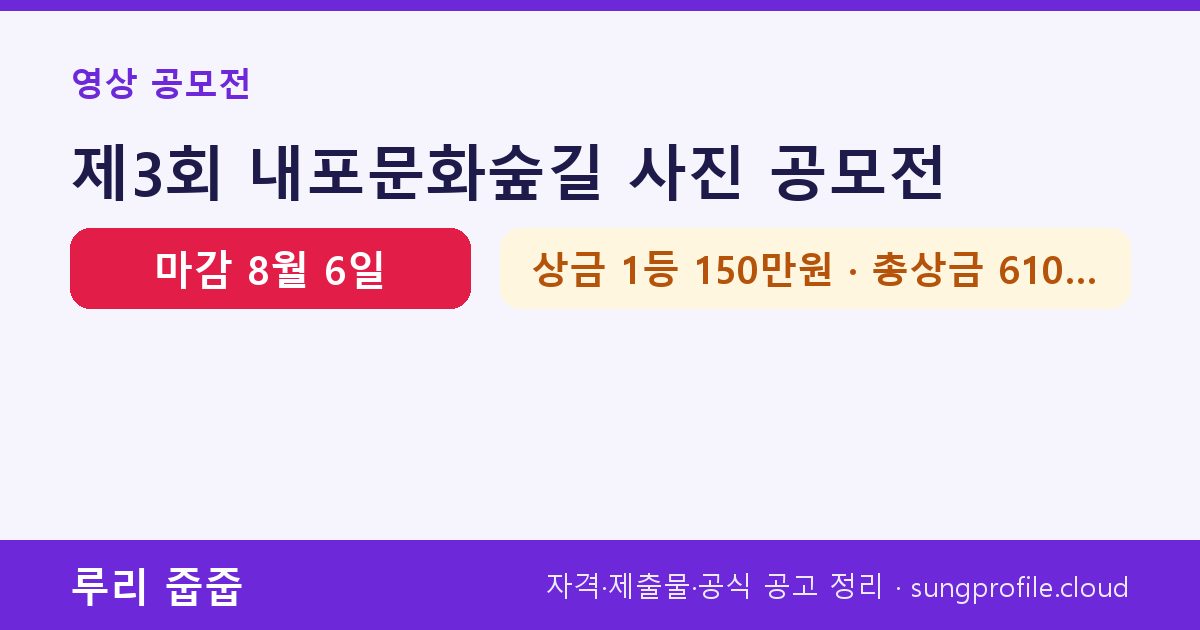 영상 공모전
제3회 내포문화숲길 사진 공모전
마감 8월 6일
상금 1등 150만원 · 총상금 610...
루리 줍줍
자격·제출물·공식 공고 정리 · sungprofile.cloud